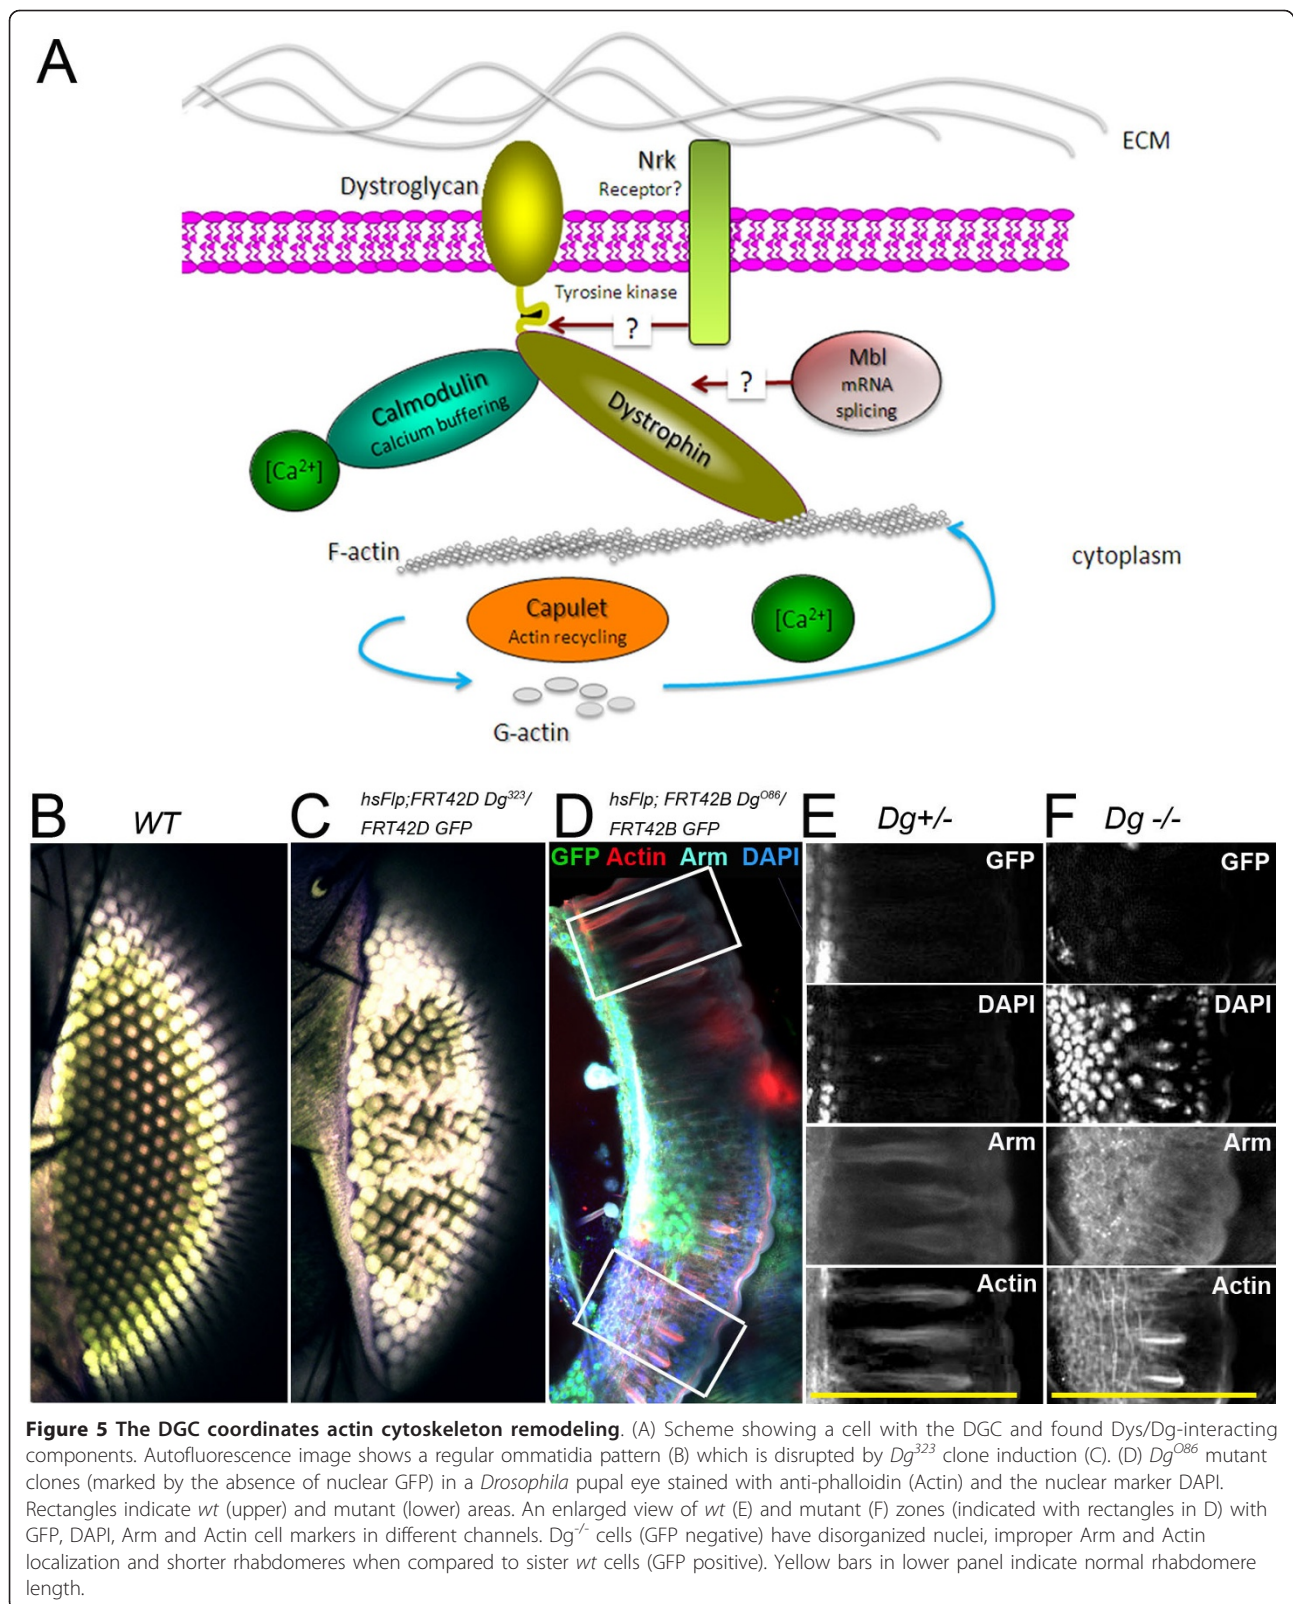 A
ECM
Nrk
Receptor?
Dystroglycan
Tyrosine kinase
?
Mbl
mRNA
splicing
?
Calmodulin
Calcium buffering
Dystrophin
[Ca2+]
F-actin
cytoplasm
Capulet
Actin recycling
[Ca2+]
G-actin
B WT
C hsFlp;FRT42D Dg323/
FRT42D GFP
D hsFlp; FRT42B DgO86/
FRT42B GFP
GFP Actin Arm DAPI
E Dg+/-
GFP
DAPI
Arm
Actin
F Dg -/-
GFP
DAPI
Arm
Actin
Figure 5 The DGC coordinates actin cytoskeleton remodeling. (A) Scheme showing a cell with the DGC and found Dys/Dg-interacting
components. Autofluorescence image shows a regular ommatidia pattern (B) which is disrupted by Dg323 clone induction (C). (D) DgO86 mutant
clones (marked by the absence of nuclear GFP) in a Drosophila pupal eye stained with anti-phalloidin (Actin) and the nuclear marker DAPI.
Rectangles indicate wt (upper) and mutant (lower) areas. An enlarged view of wt (E) and mutant (F) zones (indicated with rectangles in D) with
GFP, DAPI, Arm and Actin cell markers in different channels. Dg-/- cells (GFP negative) have disorganized nuclei, improper Arm and Actin
localization and shorter rhabdomeres when compared to sister wt cells (GFP positive). Yellow bars in lower panel indicate normal rhabdomere
length.